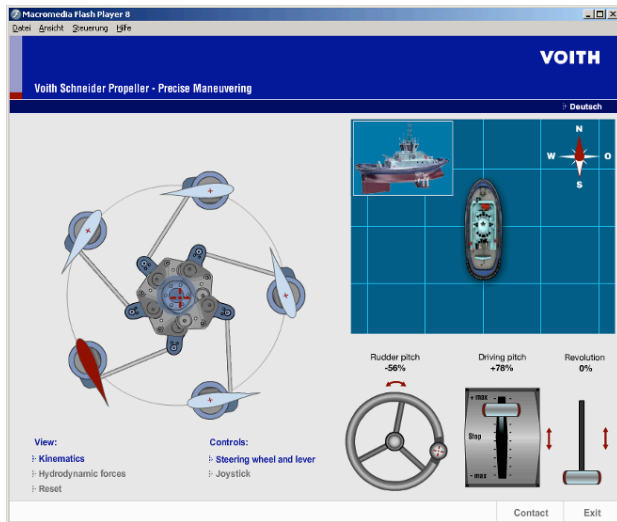 Macromedia Flash Player 8
Datei Ansicht Steuerung Hilfe
VOITH
Voith Schneider Propeller - Precise Maneuvering
Deutsch
N
W O
S
Rudder pitch
-56%
Driving pitch
+78%
Revolution
0%
+ max
Stop
- max
View:
Kinematics
Hydrodynamic forces
Reset
Controls:
Steering wheel and lever
Joystick
Contact Exit